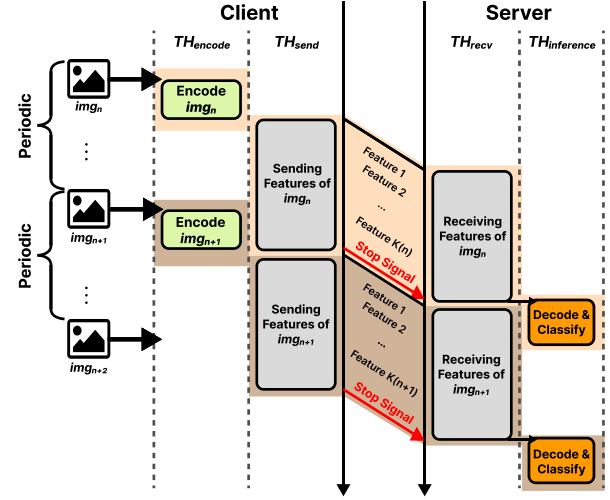 Client
Server
TH_encode
TH_send
TH_recv
TH_inference
Periodic
Periodic
img_n
...
img_n+1
...
img_n+2
Encode
img_n
Encode
img_n+1
Sending
Features of
img_n
Sending
Features of
img_n+1
Feature 1
Feature 2
...
Feature K(n)
Stop Signal
Feature 1
Feature 2
...
Feature K(n+1)
Stop Signal
Receiving
Features of
img_n
Receiving
Features of
img_n+1
Decode &
Classify
Decode &
Classify